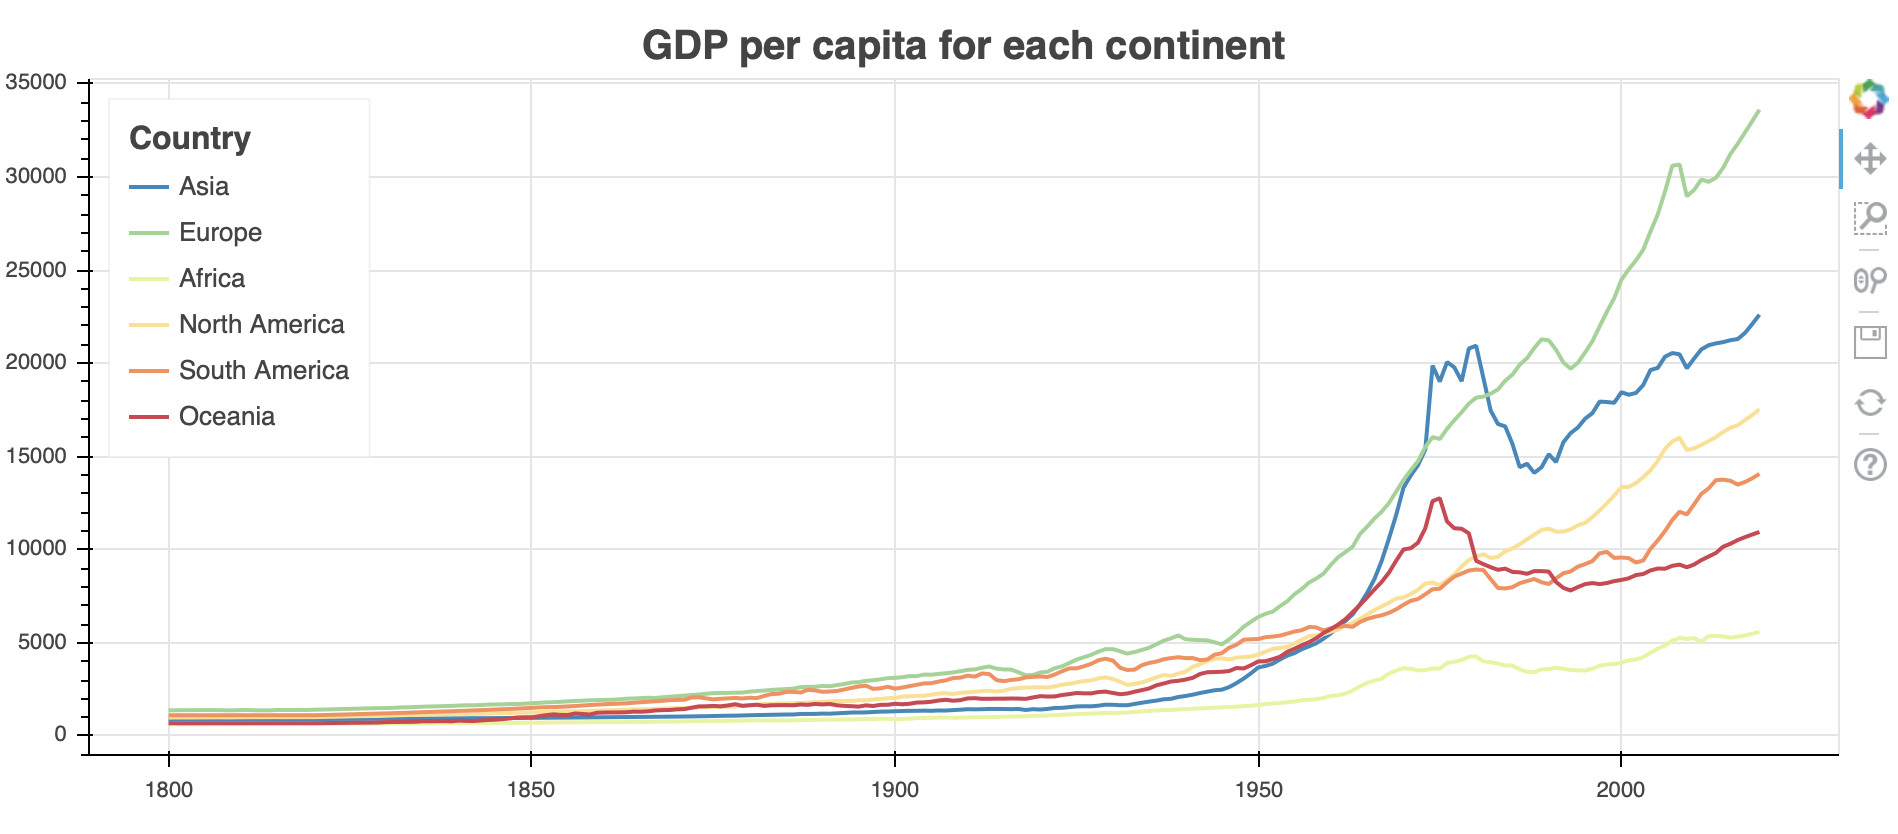 GDP per capita for each continent
35000
30000
25000
20000
15000
10000
5000
0
Country
Asia
Europe
Africa
North America
South America
Oceania
1800 1850 1900 1950 2000